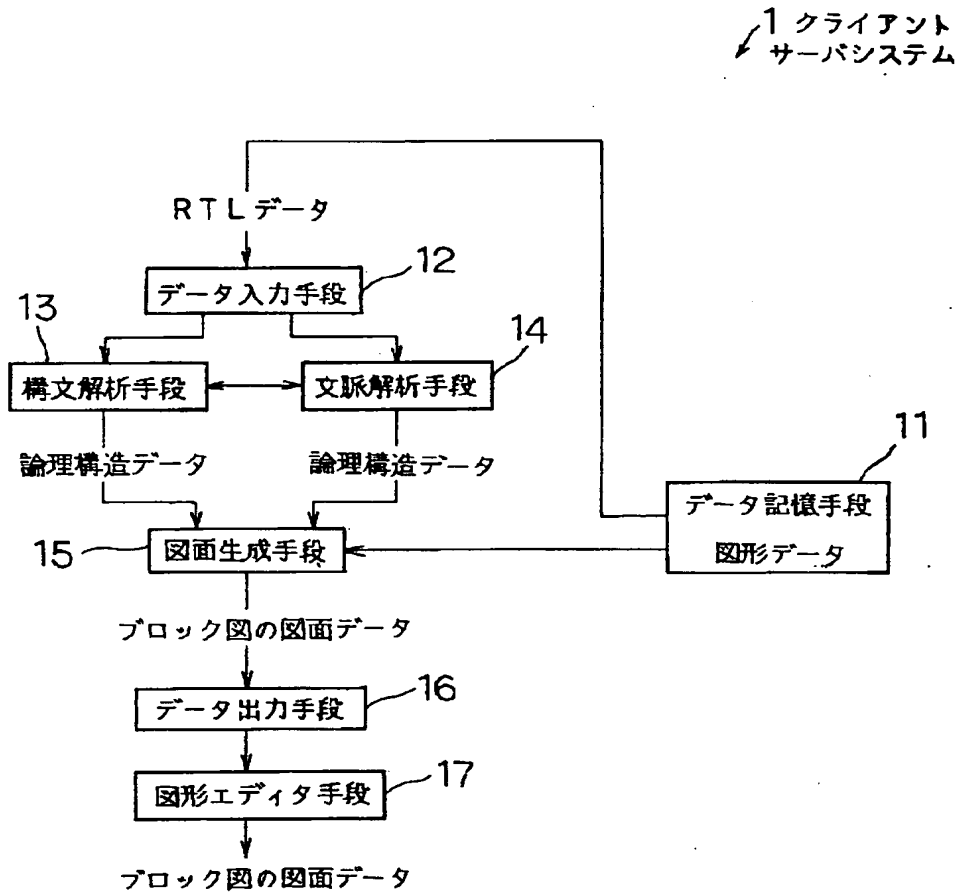 1 クライアント
サーバシステム
RTLデータ
12
データ入力手段
13
14
構文解析手段
文脈解析手段
論理構造データ
論理構造データ
11
データ記憶手段
図形データ
15
図面生成手段
ブロック図の図面データ
16
データ出力手段
17
図形エディタ手段
ブロック図の図面データ